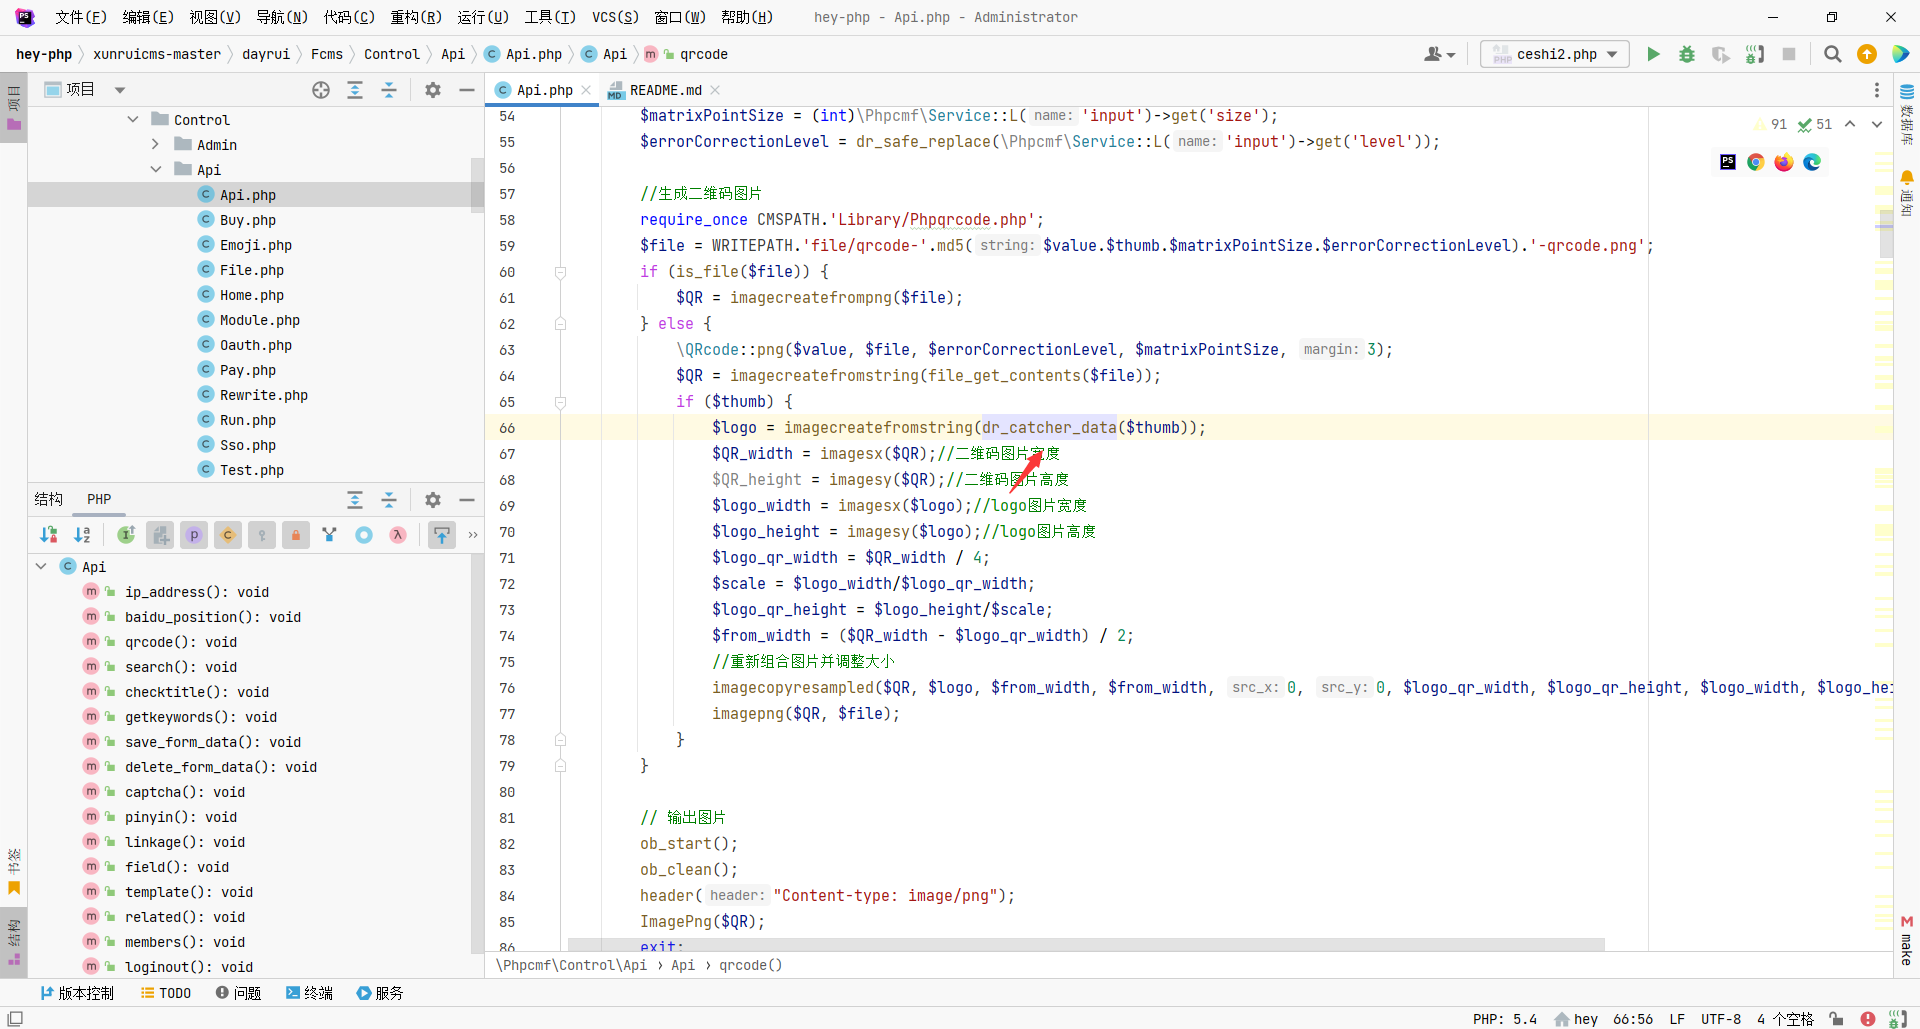 文件(F) 编辑(E) 视图(V) 导航(N) 代码(C) 重构(R) 运行(U) 工具(T) VCS(S) 窗口(W) 帮助(H) hey-php - Api.php - Administrator
hey-php xunruicms-master dayrui Fcms Control Api Api.php Api qrcode
ceshi2.php
项目
Control
Admin
Api
Api.php
Buy.php
Emoji.php
File.php
Home.php
Module.php
Oauth.php
Pay.php
Rewrite.php
Run.php
Sso.php
Test.php
结构 PHP
Api
ip_address(): void
baidu_position(): void
qrcode(): void
search(): void
checktitle(): void
getkeywords(): void
save_form_data(): void
delete_form_data(): void
captcha(): void
pinyin(): void
linkage(): void
field(): void
template(): void
related(): void
members(): void
loginout(): void
Api.php README.md
91 51
54 $matrixPointSize = (int)\Phpcmf\Service::L( name: 'input')->get('size');
55 $errorCorrectionLevel = dr_safe_replace(\Phpcmf\Service::L( name: 'input')->get('level'));
56
57 //生成二维码图片
58 require_once CMSPATH.'Library/Phpqrcode.php';
59 $file = WRITEPATH.'file/qrcode-'.md5( string: $value.$thumb.$matrixPointSize.$errorCorrectionLevel).'-qrcode.png';
60 if (is_file($file)) {
61 $QR = imagecreatefrompng($file);
62 } else {
63 \QRcode::png($value, $file, $errorCorrectionLevel, $matrixPointSize, margin: 3);
64 $QR = imagecreatefromstring(file_get_contents($file));
65 if ($thumb) {
66 $logo = imagecreatefromstring(dr_catcher_data($thumb));
67 $QR_width = imagesx($QR);//二维码图片宽度
68 $QR_height = imagesy($QR);//二维码图片高度
69 $logo_width = imagesx($logo);//logo图片宽度
70 $logo_height = imagesy($logo);//logo图片高度
71 $logo_qr_width = $QR_width / 4;
72 $scale = $logo_width/$logo_qr_width;
73 $logo_qr_height = $logo_height/$scale;
74 $from_width = ($QR_width - $logo_qr_width) / 2;
75 //重新组合图片并调整大小
76 imagecopyresampled($QR, $logo, $from_width, $from_width, src_x: 0, src_y: 0, $logo_qr_width, $logo_qr_height, $logo_width, $logo_hei
77 imagepng($QR, $file);
78 }
79 }
80
81 // 输出图片
82 ob_start();
83 ob_clean();
84 header( header: "Content-type: image/png");
85 ImagePng($QR);
86 exit;
\Phpcmf\Control\Api › Api › qrcode()
项目
书签
结构
数据库
通知
make
版本控制 TODO 问题 终端 服务
PHP: 5.4 hey 66:56 LF UTF-8 4 个空格